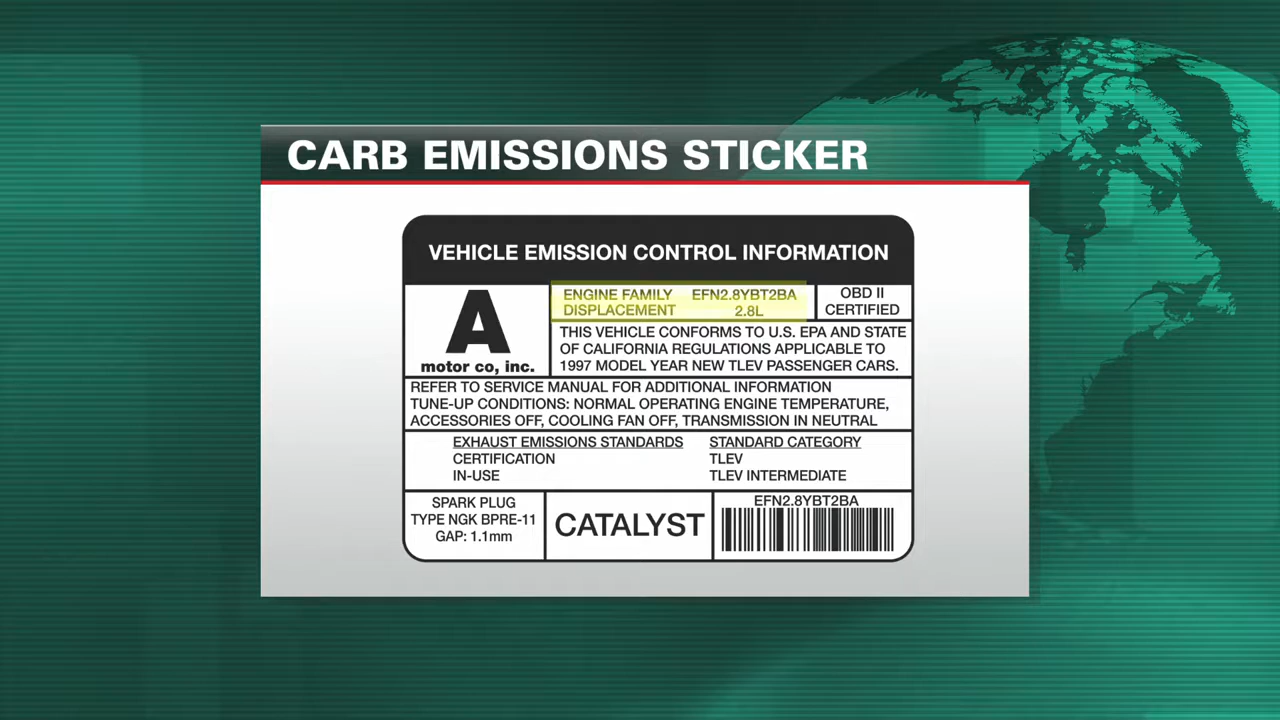 CARB EMISSIONS STICKER
VEHICLE EMISSION CONTROL INFORMATION
A
motor co, inc.
ENGINE FAMILY EFN2.8YBT2BA
DISPLACEMENT 2.8L
OBD II
CERTIFIED
THIS VEHICLE CONFORMS TO U.S. EPA AND STATE
OF CALIFORNIA REGULATIONS APPLICABLE TO
1997 MODEL YEAR NEW TLEV PASSENGER CARS.
REFER TO SERVICE MANUAL FOR ADDITIONAL INFORMATION
TUNE-UP CONDITIONS: NORMAL OPERATING ENGINE TEMPERATURE,
ACCESSORIES OFF, COOLING FAN OFF, TRANSMISSION IN NEUTRAL
EXHAUST EMISSIONS STANDARDS STANDARD CATEGORY
CERTIFICATION TLEV
IN-USE TLEV INTERMEDIATE
SPARK PLUG
TYPE NGK BPRE-11
GAP: 1.1mm
CATALYST
EFN2.8YBT2BA